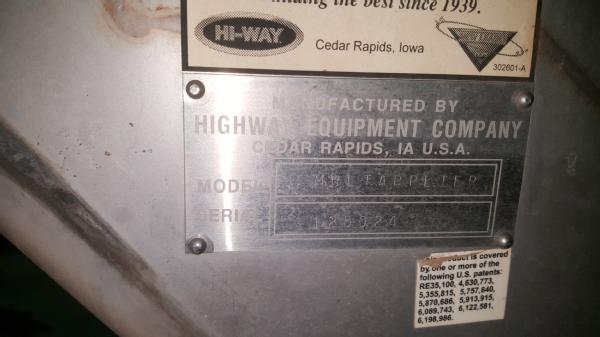 the best since 1939.
HI-WAY
Cedar Rapids, Iowa
302601-A
MANUFACTURED BY
HIGHWAY EQUIPMENT COMPANY
CEDAR RAPIDS, IA U.S.A.
MODEL
SERIAL 125024
product is covered
by one or more of the
following U.S. patents:
RE35,100, 4,630,773,
5,355,815, 5,757,640,
5,870,686, 5,913,915,
6,089,743, 6,122,581,
6,198,986.